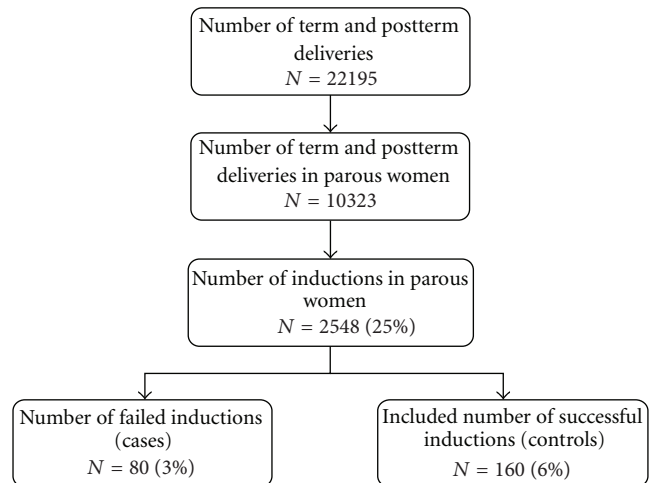 Number of term and postterm
deliveries
N = 22195
Number of term and postterm
deliveries in parous women
N = 10323
Number of inductions in parous
women
N = 2548 (25%)
Number of failed inductions
(cases)
N = 80 (3%)
Included number of successful
inductions (controls)
N = 160 (6%)